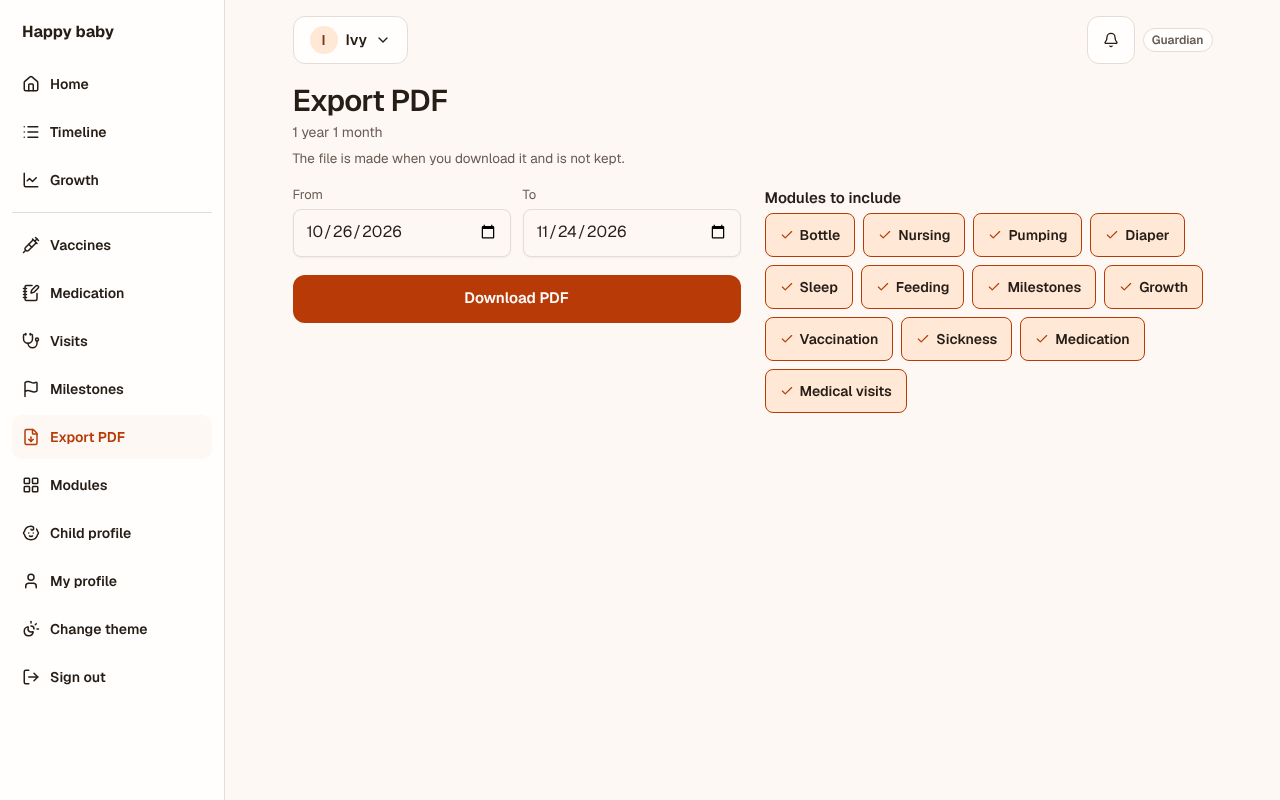 Happy baby
Home
Timeline
Growth
Vaccines
Medication
Visits
Milestones
Export PDF
Modules
Child profile
My profile
Change theme
Sign out
I Ivy
Guardian
Export PDF
1 year 1 month
The file is made when you download it and is not kept.
From To
10/26/2026 11/24/2026
Download PDF
Modules to include
Bottle Nursing Pumping Diaper
Sleep Feeding Milestones Growth
Vaccination Sickness Medication
Medical visits